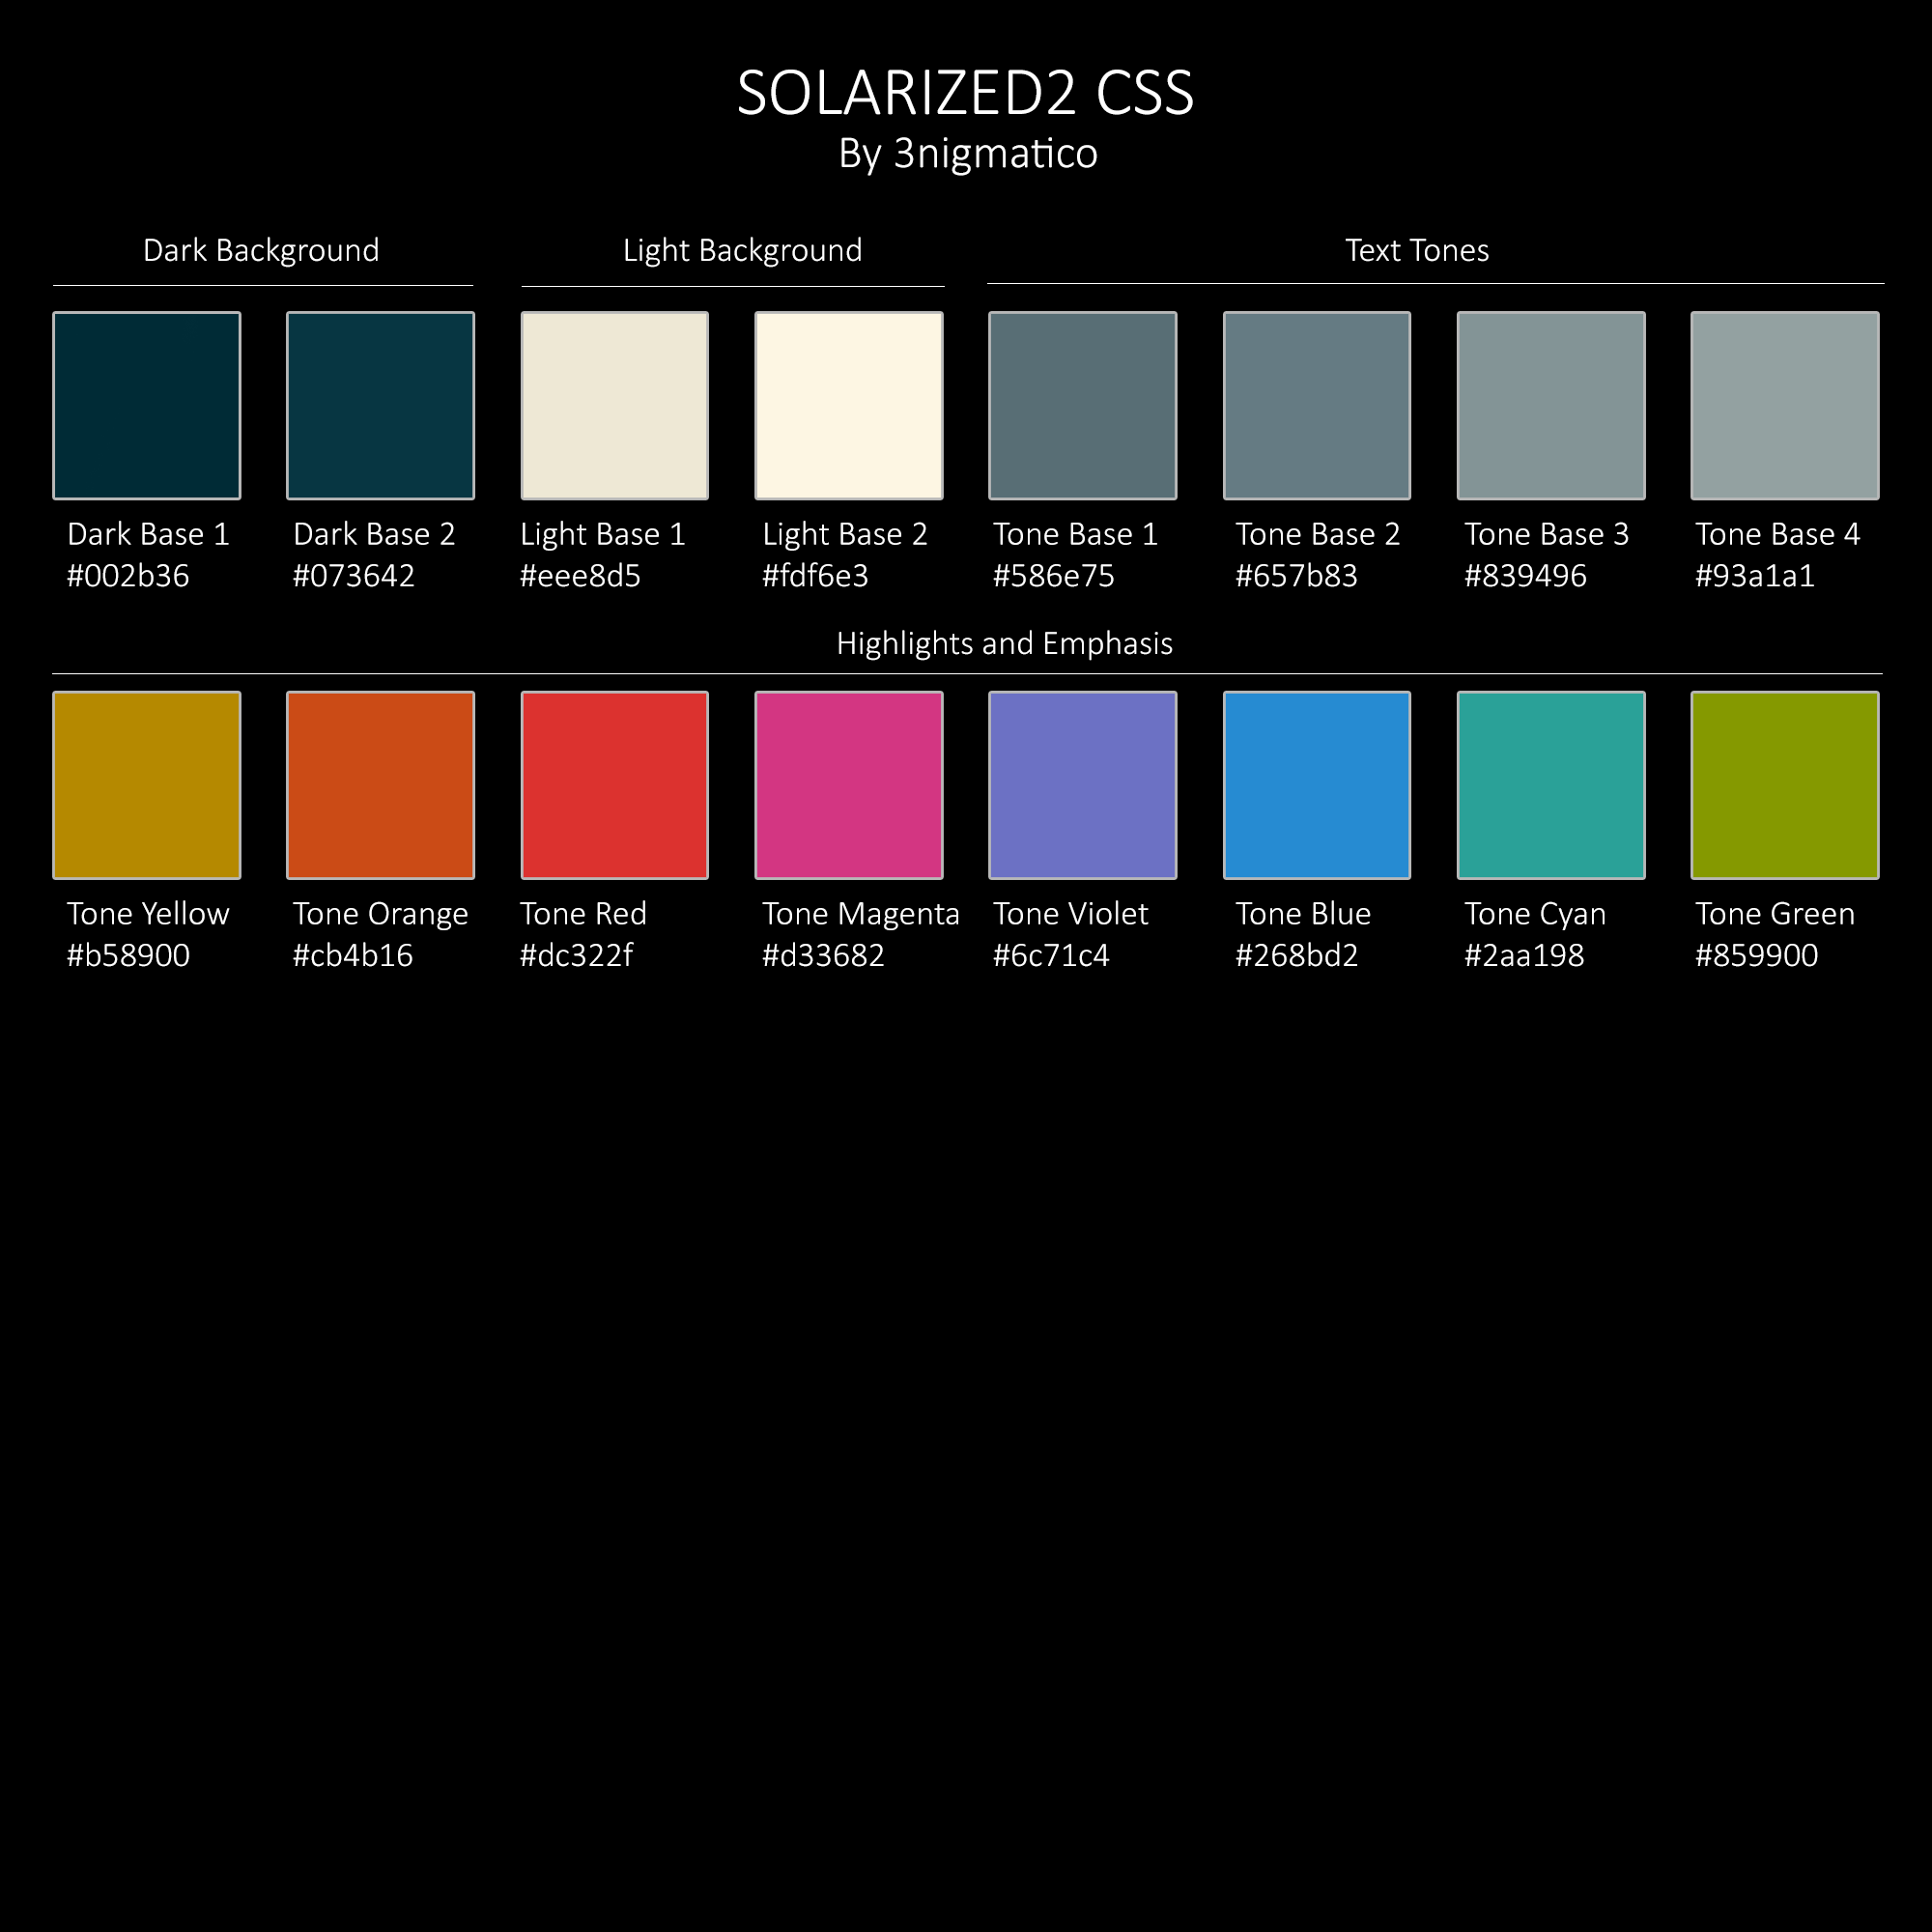 SOLARIZED2 CSS
By 3nigmatico
Dark Background
Light Background
Text Tones
Dark Base 1
#002b36
Dark Base 2
#073642
Light Base 1
#eee8d5
Light Base 2
#fdf6e3
Tone Base 1
#586e75
Tone Base 2
#657b83
Tone Base 3
#839496
Tone Base 4
#93a1a1
Highlights and Emphasis
Tone Yellow
#b58900
Tone Orange
#cb4b16
Tone Red
#dc322f
Tone Magenta
#d33682
Tone Violet
#6c71c4
Tone Blue
#268bd2
Tone Cyan
#2aa198
Tone Green
#859900